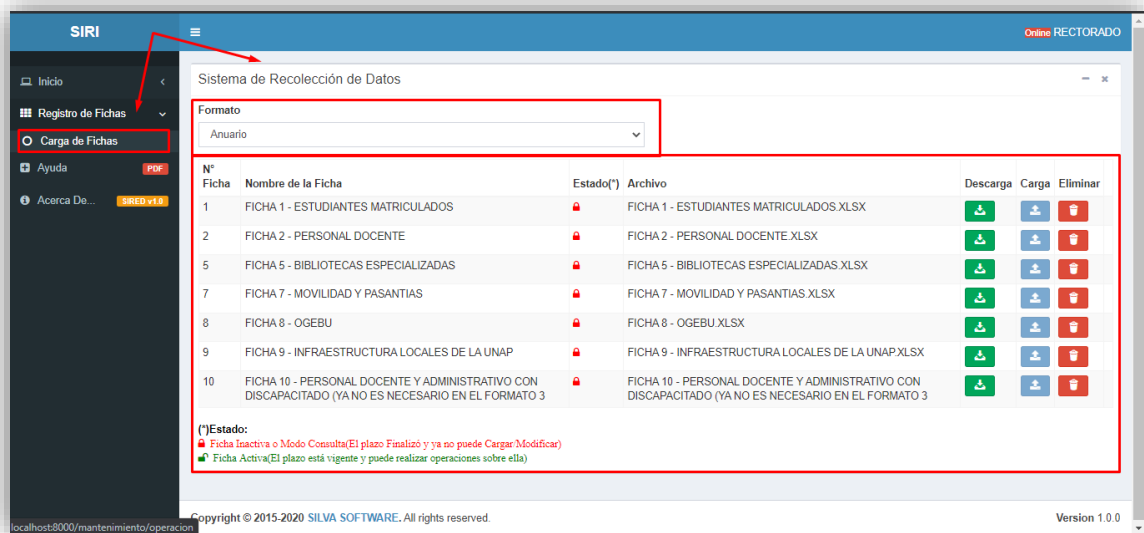 SIRI
Online RECTORADO
Inicio
Registro de Fichas
Carga de Fichas
Ayuda PDF
Acerca De... SIRED v1.0
Sistema de Recolección de Datos
Formato
Anuario
N° Ficha Nombre de la Ficha Estado(*) Archivo Descarga Carga Eliminar
1 FICHA 1 - ESTUDIANTES MATRICULADOS FICHA 1 - ESTUDIANTES MATRICULADOS.XLSX
2 FICHA 2 - PERSONAL DOCENTE FICHA 2 - PERSONAL DOCENTE.XLSX
5 FICHA 5 - BIBLIOTECAS ESPECIALIZADAS FICHA 5 - BIBLIOTECAS ESPECIALIZADAS.XLSX
7 FICHA 7 - MOVILIDAD Y PASANTIAS FICHA 7 - MOVILIDAD Y PASANTIAS.XLSX
8 FICHA 8 - OGEBU FICHA 8 - OGEBU.XLSX
9 FICHA 9 - INFRAESTRUCTURA LOCALES DE LA UNAP FICHA 9 - INFRAESTRUCTURA LOCALES DE LA UNAP.XLSX
10 FICHA 10 - PERSONAL DOCENTE Y ADMINISTRATIVO CON FICHA 10 - PERSONAL DOCENTE Y ADMINISTRATIVO CON
DISCAPACITADO (YA NO ES NECESARIO EN EL FORMATO 3 DISCAPACITADO (YA NO ES NECESARIO EN EL FORMATO 3
(*)Estado:
Ficha Inactiva o Modo Consulta(El plazo Finalizó y ya no puede Cargar/Modificar)
Ficha Activa(El plazo está vigente y puede realizar operaciones sobre ella)
Copyright © 2015-2020 SILVA SOFTWARE. All rights reserved. Version 1.0.0
localhost:8000/mantenimiento/operacion